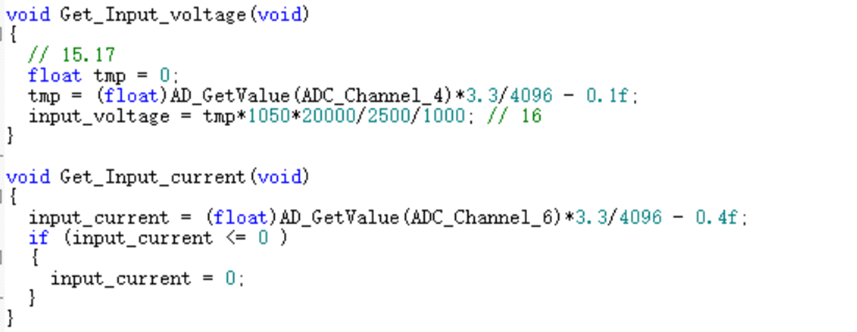 void Get_Input_voltage(void)
{
// 15.17
float tmp = 0;
tmp = (float)AD_GetValue(ADC_Channel_4)*3.3/4096 - 0.1f;
input_voltage = tmp*1050*20000/2500/1000; // 16
}
void Get_Input_current(void)
{
input_current = (float)AD_GetValue(ADC_Channel_6)*3.3/4096 - 0.4f;
if (input_current <= 0 )
{
input_current = 0;
}
}